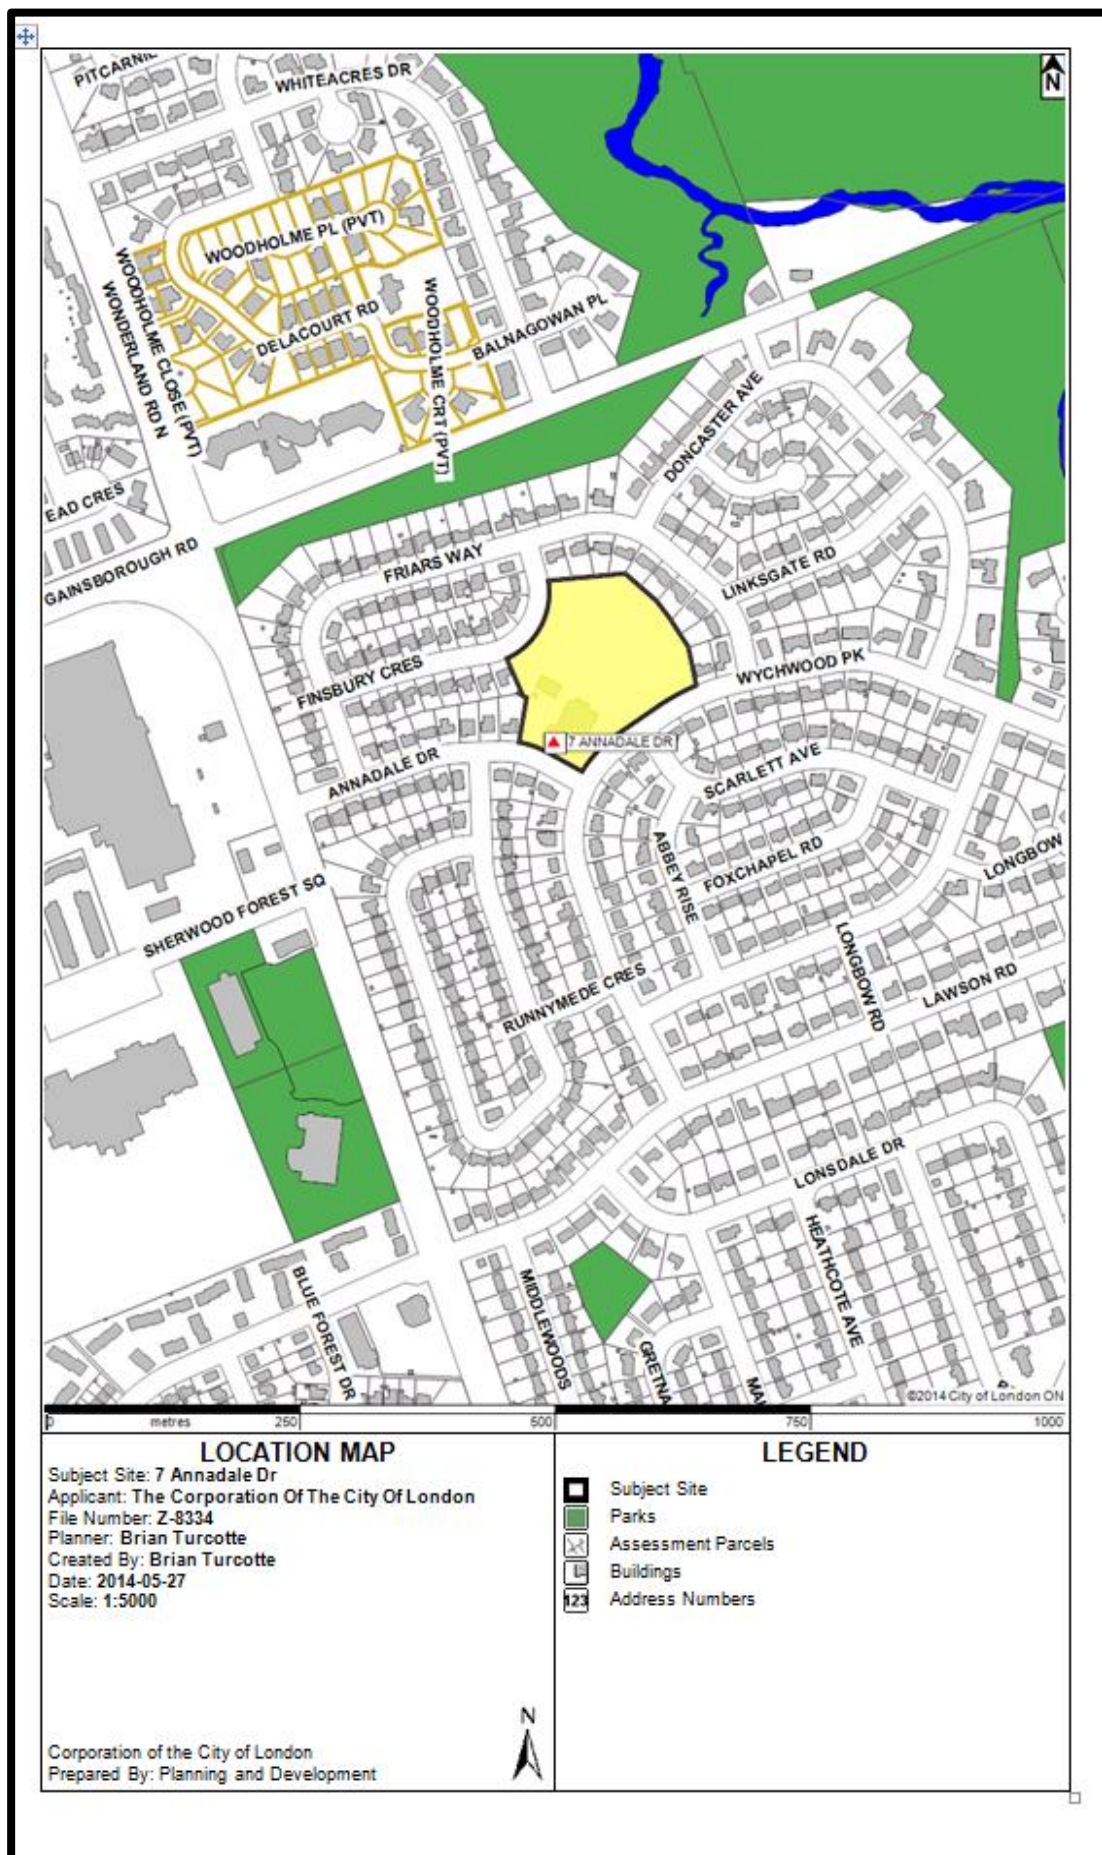 PITCARNIE
WHITEACRES DR
N
WOODHOLME PL (PVT)
WOODHOLME CLOSE (PVT)
WONDERLAND RD N
DELACOURT RD
WOODHOLME CRT (PVT)
BALNAGOWAN PL
DONCASTER AVE
EAD CRES
GAINSBOROUGH RD
FRIARS WAY
LINKSGATE RD
FINSBURY CRES
WYCHWOOD PK
7 ANNADALE DR
ANNADALE DR
SCARLETT AVE
ABBEY RISE
FOXCHAPEL RD
LONGBOW
SHERWOOD FOREST SQ
LONGBOW RD
LAWSON RD
RUNNYMEDE CRES
LONSDALE DR
HEATHCOTE AVE
BLUE FOREST DR
MIDDLEWOODS
GRETNA
©2014 City of London ON
0 metres 250 500 750 1000
LOCATION MAP
Subject Site: 7 Annadale Dr
Applicant: The Corporation Of The City Of London
File Number: Z-8334
Planner: Brian Turcotte
Created By: Brian Turcotte
Date: 2014-05-27
Scale: 1:5000
N
Corporation of the City of London
Prepared By: Planning and Development
LEGEND
Subject Site
Parks
Assessment Parcels
Buildings
123 Address Numbers